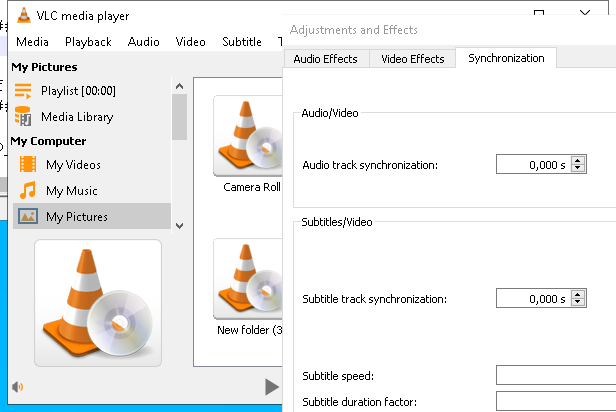 VLC media player
Media Playback Audio Video Subtitle
My Pictures
Playlist [00:00]
Media Library
My Computer
My Videos
My Music
My Pictures
Camera Roll
New folder (3
Adjustments and Effects
Audio Effects Video Effects Synchronization
Audio/Video
Audio track synchronization: 0,000 s
Subtitles/Video
Subtitle track synchronization: 0,000 s
Subtitle speed:
Subtitle duration factor: